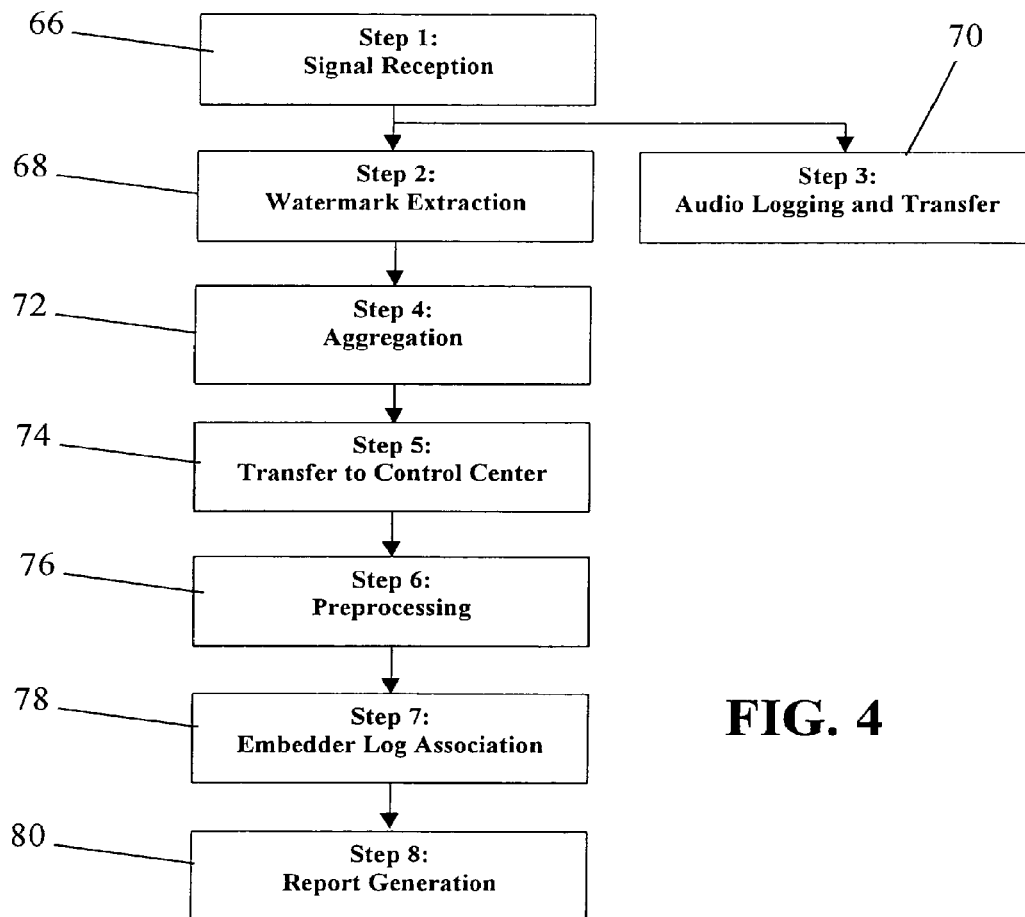 66
Step 1:
Signal Reception
70
68
Step 2:
Watermark Extraction
Step 3:
Audio Logging and Transfer
72
Step 4:
Aggregation
74
Step 5:
Transfer to Control Center
76
Step 6:
Preprocessing
78
Step 7:
Embedder Log Association
FIG. 4
80
Step 8:
Report Generation